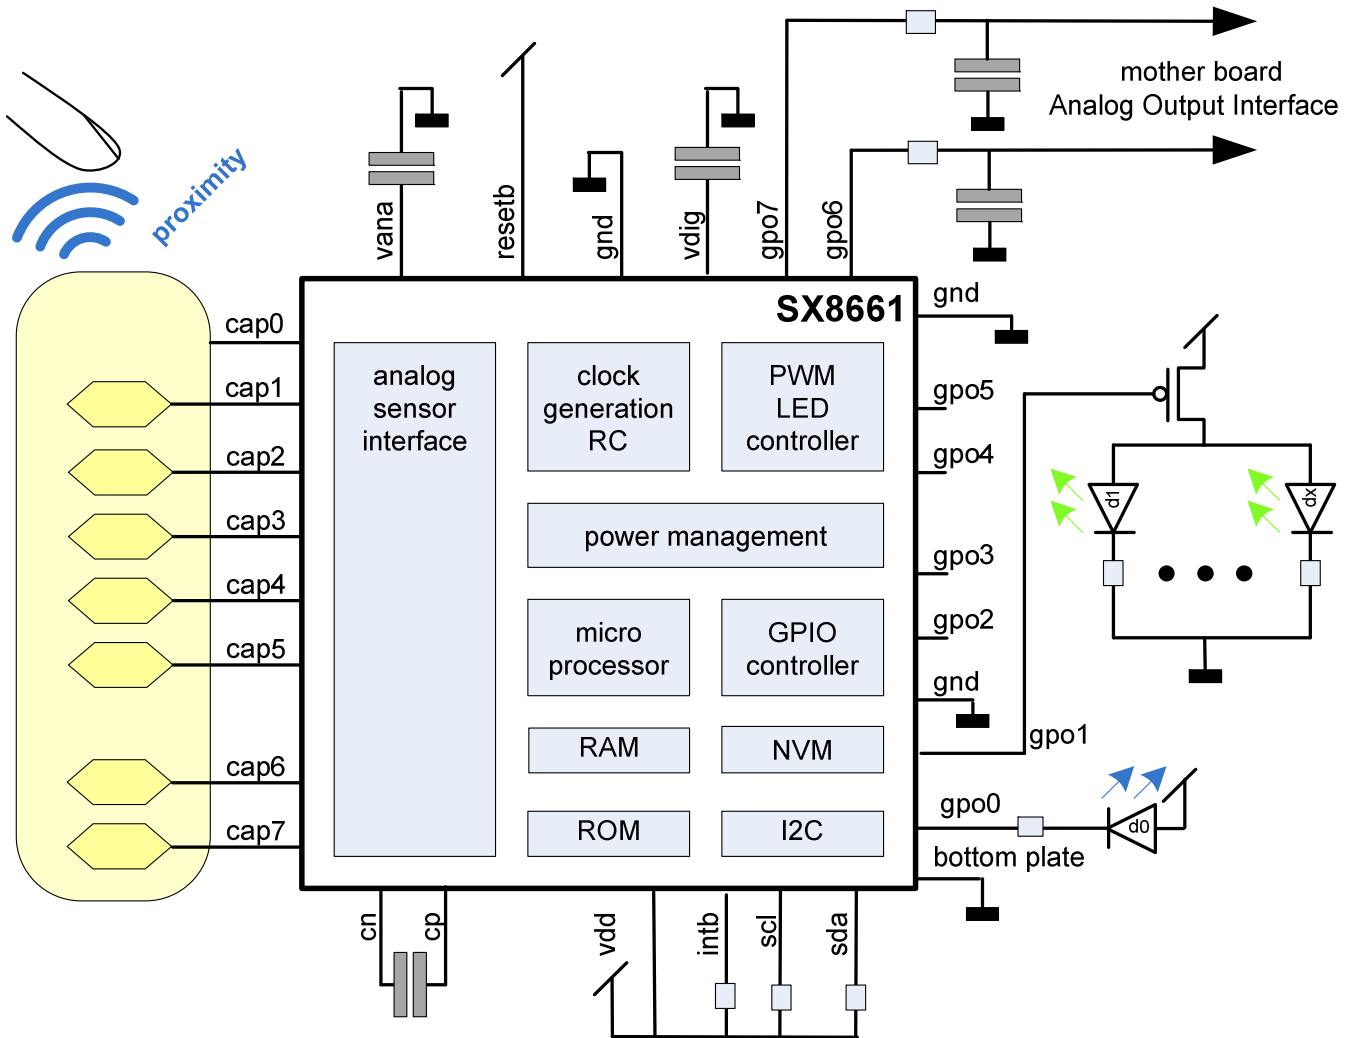 mother board
Analog Output Interface
proximity
vana
resetb
gnd
vdig
gpo7
gpo6
SX8661
gnd
cap0
cap1
cap2
cap3
cap4
cap5
cap6
cap7
analog
sensor
interface
clock
generation
RC
PWM
LED
controller
power management
micro
processor
GPIO
controller
RAM
NVM
ROM
I2C
gpo5
gpo4
gpo3
gpo2
gnd
gpo1
gpo0
bottom plate
d1
dx
d0
cn
cp
vdd
intb
scl
sda